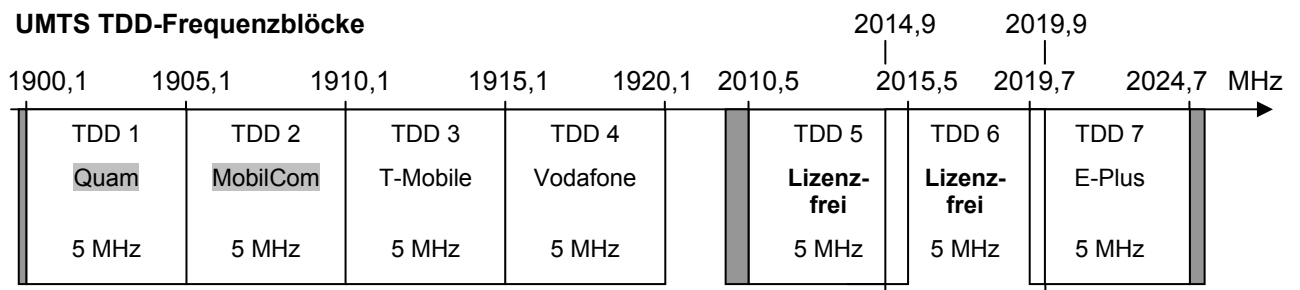 UMTS TDD-Frequenzblöcke 2014,9 2019,9
1900,1 1905,1 1910,1 1915,1 1920,1 2010,5 2015,5 2019,7 2024,7 MHz
TDD 1 TDD 2 TDD 3 TDD 4 TDD 5 TDD 6 TDD 7
Quam MobilCom T-Mobile Vodafone Lizenz- Lizenz- E-Plus
frei frei
5 MHz 5 MHz 5 MHz 5 MHz 5 MHz 5 MHz 5 MHz